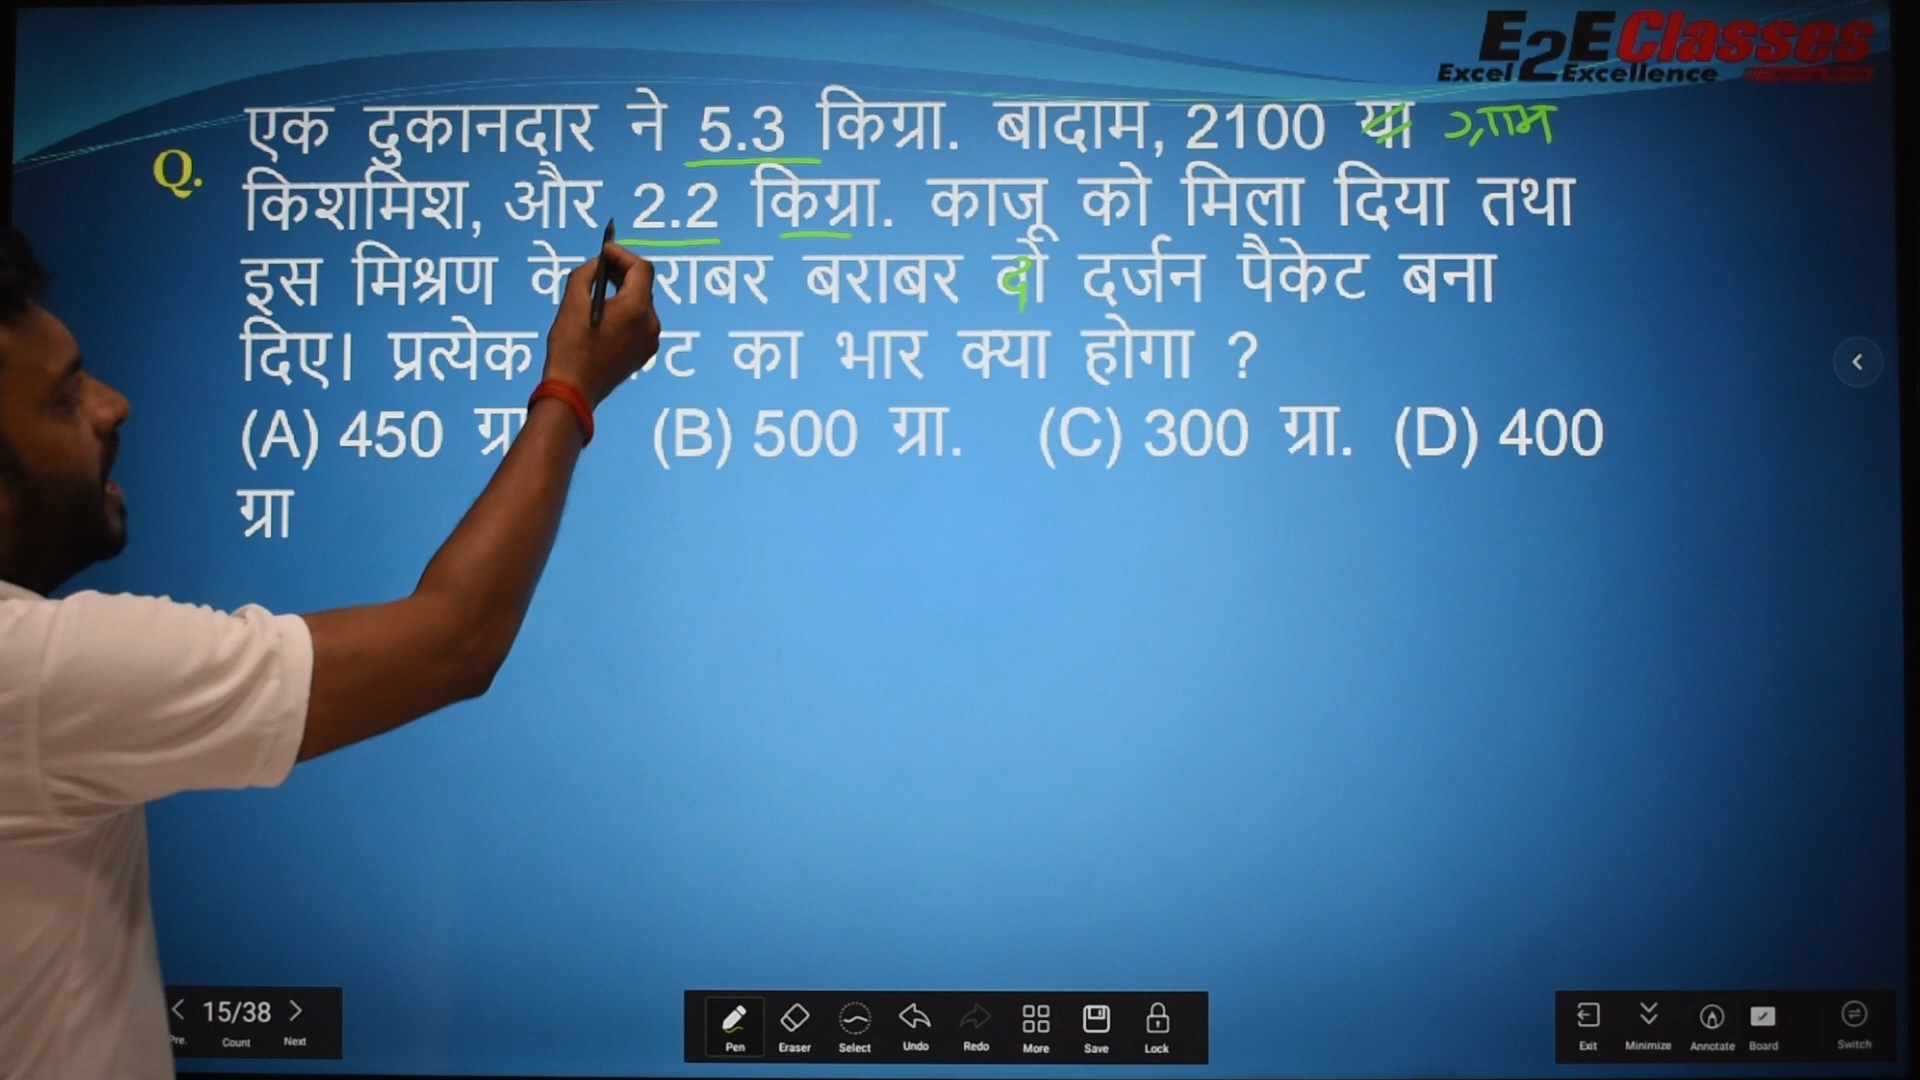 E2E Classes
Excel 2 Excellence
Q.
एक दुकानदार ने 5.3 किग्रा. बादाम, 2100 या ग्राम
किशमिश, और 2.2 किग्रा. काजू को मिला दिया तथा
इस मिश्रण के बराबर बराबर दो दर्जन पैकेट बना
दिए। प्रत्येक का भार क्या होगा ?
(A) 450 ग्रा (B) 500 ग्रा. (C) 300 ग्रा. (D) 400
ग्रा
15/38
Pre. Count Next
Pen Eraser Select Undo Redo More Save Lock
Exit Minimize Annotate Board Switch